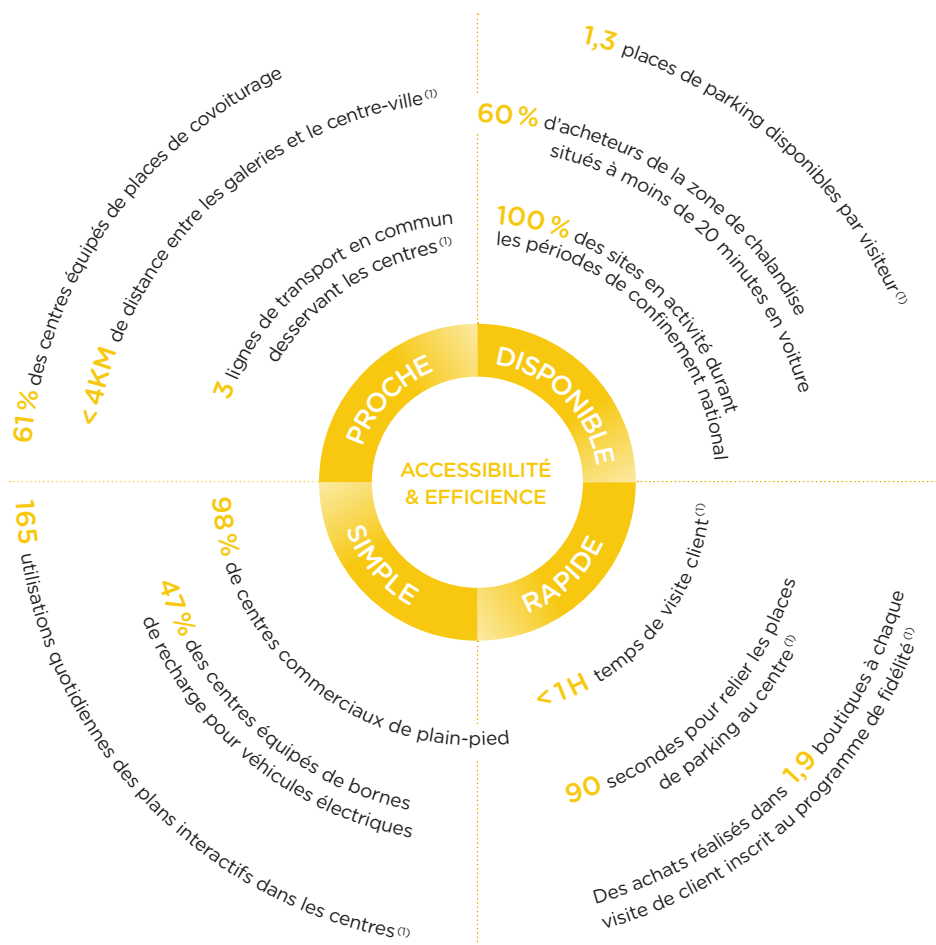 61 % des centres équipés de places de covoiturage
< 4KM de distance entre les galeries et le centre-ville(1)
3 lignes de transport en commun
desservant les centres(1)
PROCHE
1,3 places de parking disponibles par visiteur(1)
60 % d'acheteurs de la zone de chalandise
situés à moins de 20 minutes en voiture
100 % des sites en activité durant
les périodes de confinement national
DISPONIBLE
ACCESSIBILITÉ
& EFFICIENCE
SIMPLE
98 % de centres commerciaux de plain-pied
47 % des centres équipés de bornes
de recharge pour véhicules électriques
165 utilisations quotidiennes des plans interactifs dans les centres(1)
RAPIDE
<1H temps de visite client(1)
90 secondes pour relier les places
de parking au centre(1)
Des achats réalisés dans 1,9 boutiques à chaque
visite de client inscrit au programme de fidélité(1)